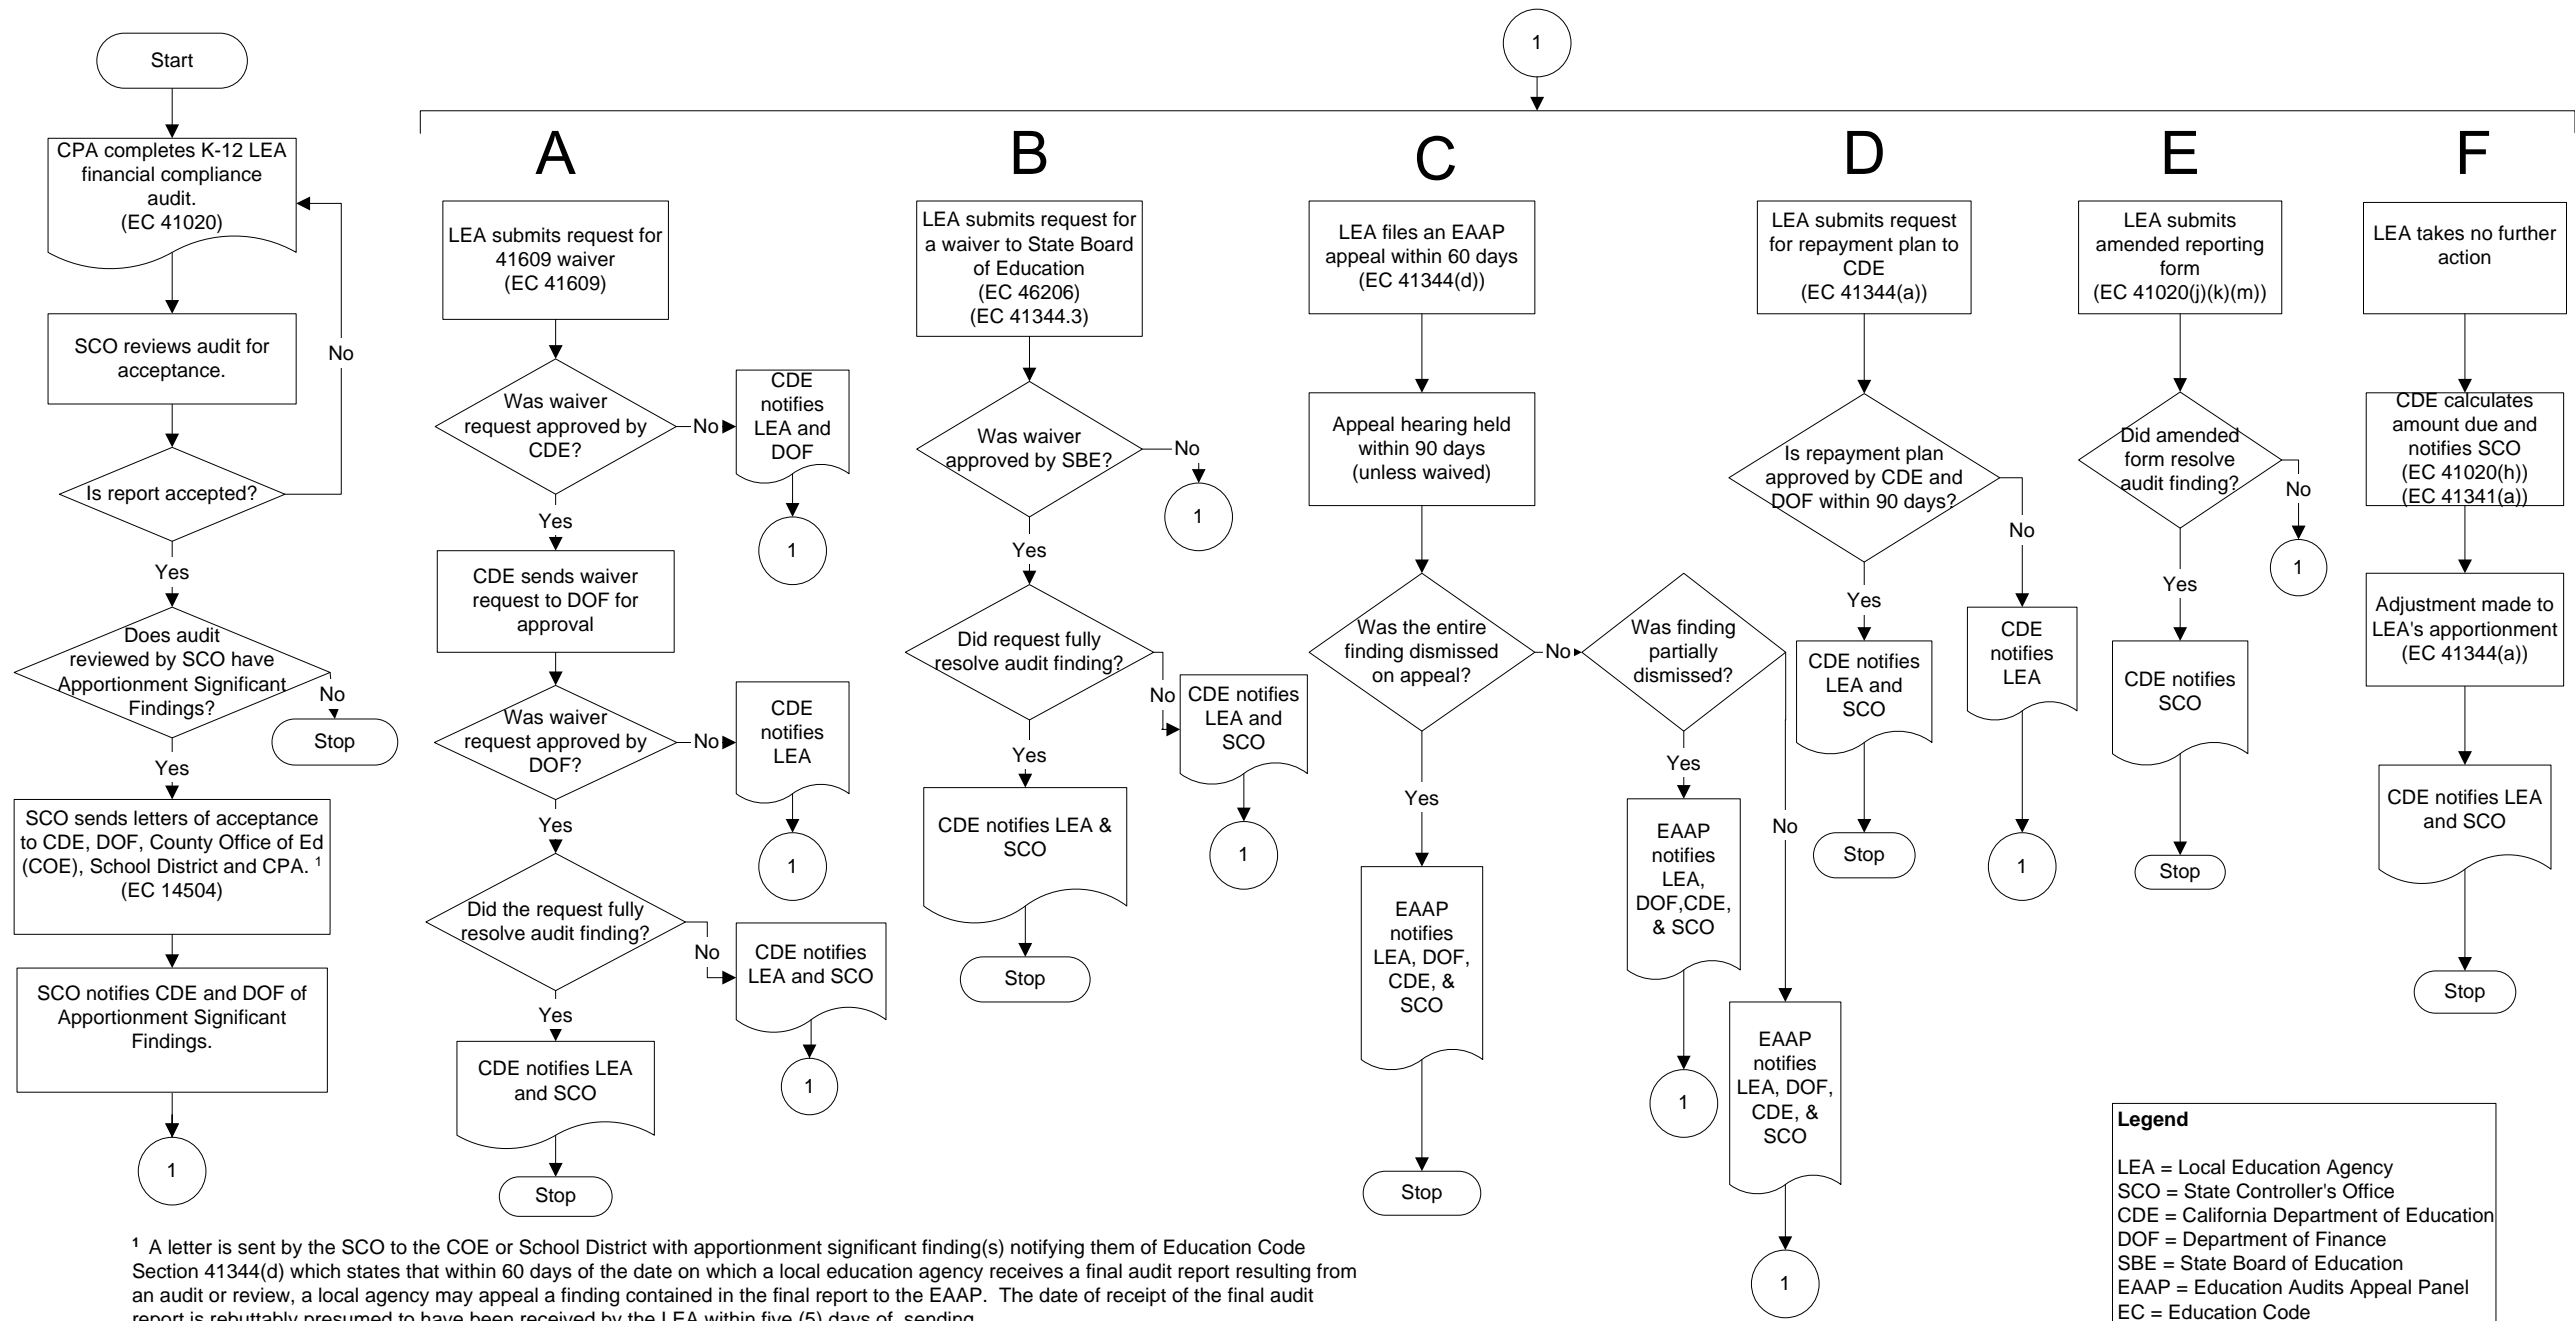 Start
CPA completes K-12 LEA
financial compliance
audit.
(EC 41020)
SCO reviews audit for
acceptance.
No
Is report accepted?
Yes
Does audit
reviewed by SCO have
Apportionment Significant
Findings?
No
Stop
Yes
SCO sends letters of acceptance
to CDE, DOF, County Office of Ed
(COE), School District and CPA. 1
(EC 14504)
SCO notifies CDE and DOF of
Apportionment Significant
Findings.
1
1
A
LEA submits request for
41609 waiver
(EC 41609)
Was waiver
request approved by
CDE?
No
CDE
notifies
LEA and
DOF
1
Yes
CDE sends waiver
request to DOF for
approval
Was waiver
request approved by
DOF?
No
CDE
notifies
LEA
1
Yes
Did the request fully
resolve audit finding?
No
CDE notifies
LEA and SCO
1
Yes
CDE notifies LEA
and SCO
Stop
B
LEA submits request for
a waiver to State Board
of Education
(EC 46206)
(EC 41344.3)
Was waiver
approved by SBE?
No
1
Yes
Did request fully
resolve audit finding?
No
CDE notifies
LEA and
SCO
1
Yes
CDE notifies LEA &
SCO
Stop
C
LEA files an EAAP
appeal within 60 days
(EC 41344(d))
Appeal hearing held
within 90 days
(unless waived)
Was the entire
finding dismissed
on appeal?
No
Was finding
partially
dismissed?
Yes
EAAP
notifies
LEA, DOF,
CDE, &
SCO
Stop
Yes
EAAP
notifies
LEA,
DOF,CDE,
& SCO
1
No
EAAP
notifies
LEA, DOF,
CDE, &
SCO
1
D
LEA submits request
for repayment plan to
CDE
(EC 41344(a))
Is repayment plan
approved by CDE and
DOF within 90 days?
No
CDE
notifies
LEA
1
Yes
CDE notifies
LEA and
SCO
Stop
E
LEA submits
amended reporting
form
(EC 41020(j)(k)(m))
Did amended
form resolve
audit finding?
No
1
Yes
CDE notifies
SCO
Stop
F
LEA takes no further
action
CDE calculates
amount due and
notifies SCO
(EC 41020(h))
(EC 41341(a))
Adjustment made to
LEA's apportionment
(EC 41344(a))
CDE notifies LEA
and SCO
Stop
1 A letter is sent by the SCO to the COE or School District with apportionment significant finding(s) notifying them of Education Code
Section 41344(d) which states that within 60 days of the date on which a local education agency receives a final audit report resulting from
an audit or review, a local agency may appeal a finding contained in the final report to the EAAP. The date of receipt of the final audit
report is rebuttably presumed to have been received by the LEA within five (5) days of sending
Legend
LEA = Local Education Agency
SCO = State Controller's Office
CDE = California Department of Education
DOF = Department of Finance
SBE = State Board of Education
EAAP = Education Audits Appeal Panel
EC = Education Code